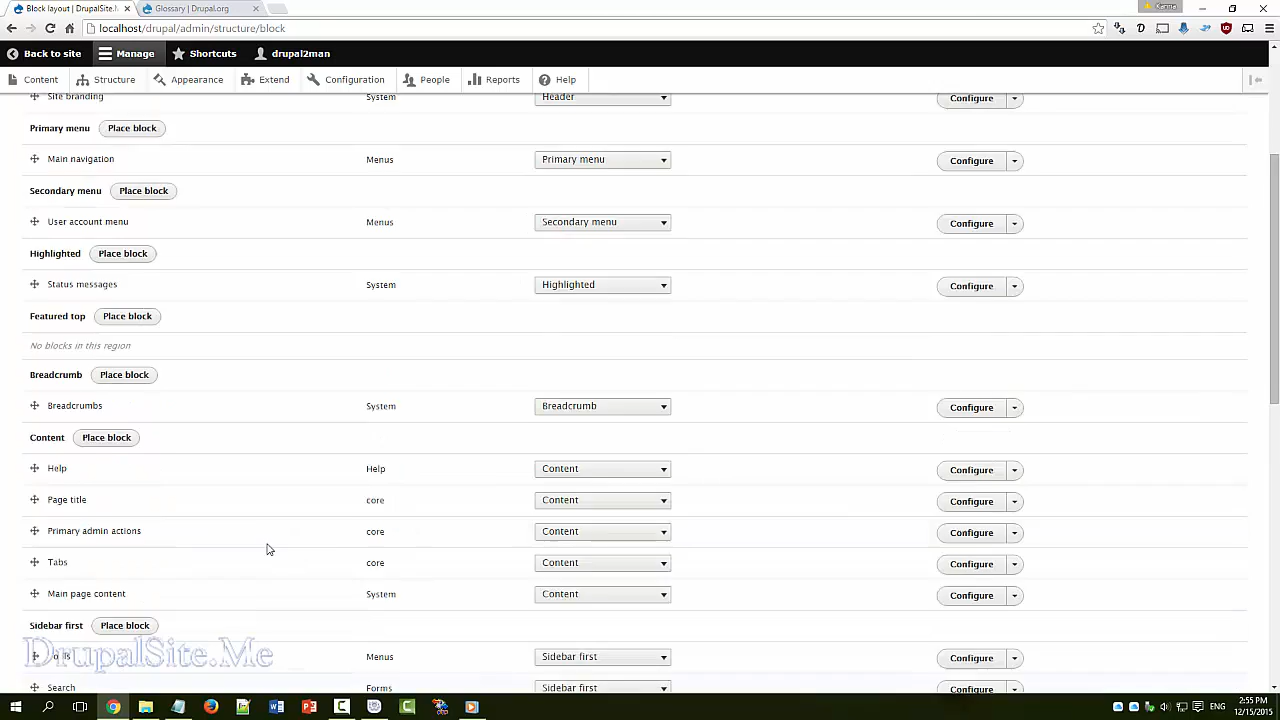 Block layout | DrupalSite.M
Glossary | Drupal.org
Karma
localhost/drupal/admin/structure/block
Back to site Manage Shortcuts drupal2man
Content Structure Appearance Extend Configuration People Reports Help
Site branding System Header Configure
Primary menu Place block
Main navigation Menus Primary menu Configure
Secondary menu Place block
User account menu Menus Secondary menu Configure
Highlighted Place block
Status messages System Highlighted Configure
Featured top Place block
No blocks in this region
Breadcrumb Place block
Breadcrumbs System Breadcrumb Configure
Content Place block
Help Help Content Configure
Page title core Content Configure
Primary admin actions core Content Configure
Tabs core Content Configure
Main page content System Content Configure
Sidebar first Place block
DrupalSite.Me
Menus Sidebar first Configure
Search Forms Sidebar first Configure
ENG
2:55 PM
12/15/2015